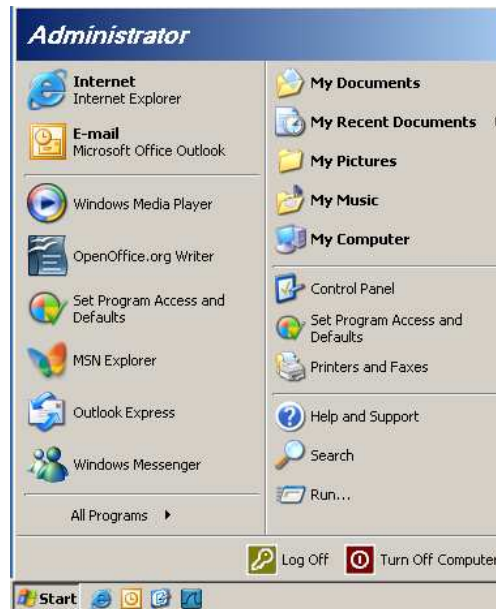 Administrator
Internet
Internet Explorer
E-mail
Microsoft Office Outlook
Windows Media Player
OpenOffice.org Writer
Set Program Access and
Defaults
MSN Explorer
Outlook Express
Windows Messenger
All Programs
My Documents
My Recent Documents
My Pictures
My Music
My Computer
Control Panel
Set Program Access and
Defaults
Printers and Faxes
Help and Support
Search
Run...
Log Off
Turn Off Computer
Start